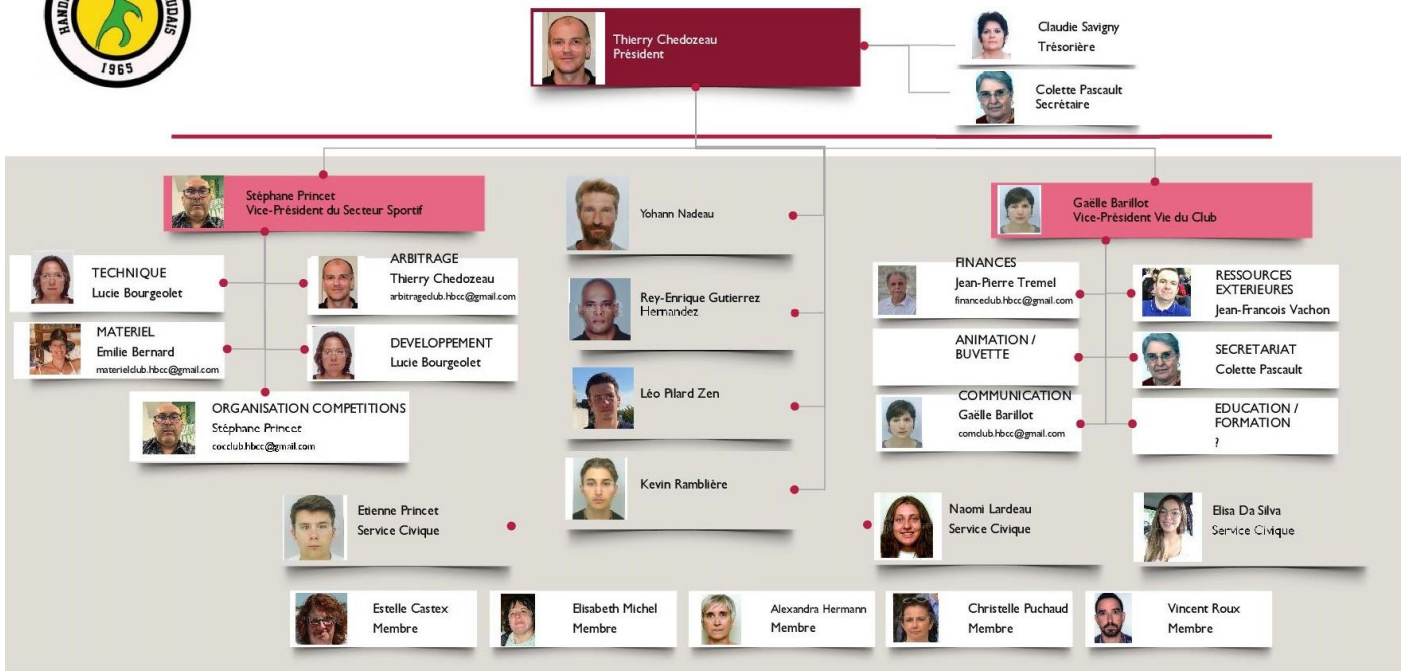 HAND
UDAIS
1965
Thierry Chedozeau
Président
Claudie Savigny
Trésorière
Colette Pascault
Secrétaire
Stéphane Princet
Vice-Président du Secteur Sportif
Yohann Nadeau
Gaëlle Barillot
Vice-Président Vie du Club
TECHNIQUE
Lucie Bourgeolet
ARBITRAGE
Thierry Chedozeau
arbitrageclub.hbcc@gmail.com
MATERIEL
Emilie Bernard
materielclub.hbcc@gmail.com
DEVELOPPEMENT
Lucie Bourgeolet
ORGANISATION COMPETITIONS
Stéphane Princet
cocclub.hbcc@gmail.com
Rey-Enrique Gutierrez
Hernandez
Léo Pilard Zen
Kevin Ramblière
FINANCES
Jean-Pierre Tremel
financeclub.hbcc@gmail.com
RESSOURCES
EXTERIEURES
Jean-Francois Vachon
ANIMATION /
BUVETTE
SECRETARIAT
Colette Pascault
COMMUNICATION
Gaëlle Barillot
comclub.hbcc@gmail.com
EDUCATION /
FORMATION
?
Etienne Princet
Service Civique
Naomi Lardeau
Service Civique
Elisa Da Silva
Service Civique
Estelle Castex
Membre
Elisabeth Michel
Membre
Alexandra Hermann
Membre
Christelle Puchaud
Membre
Vincent Roux
Membre